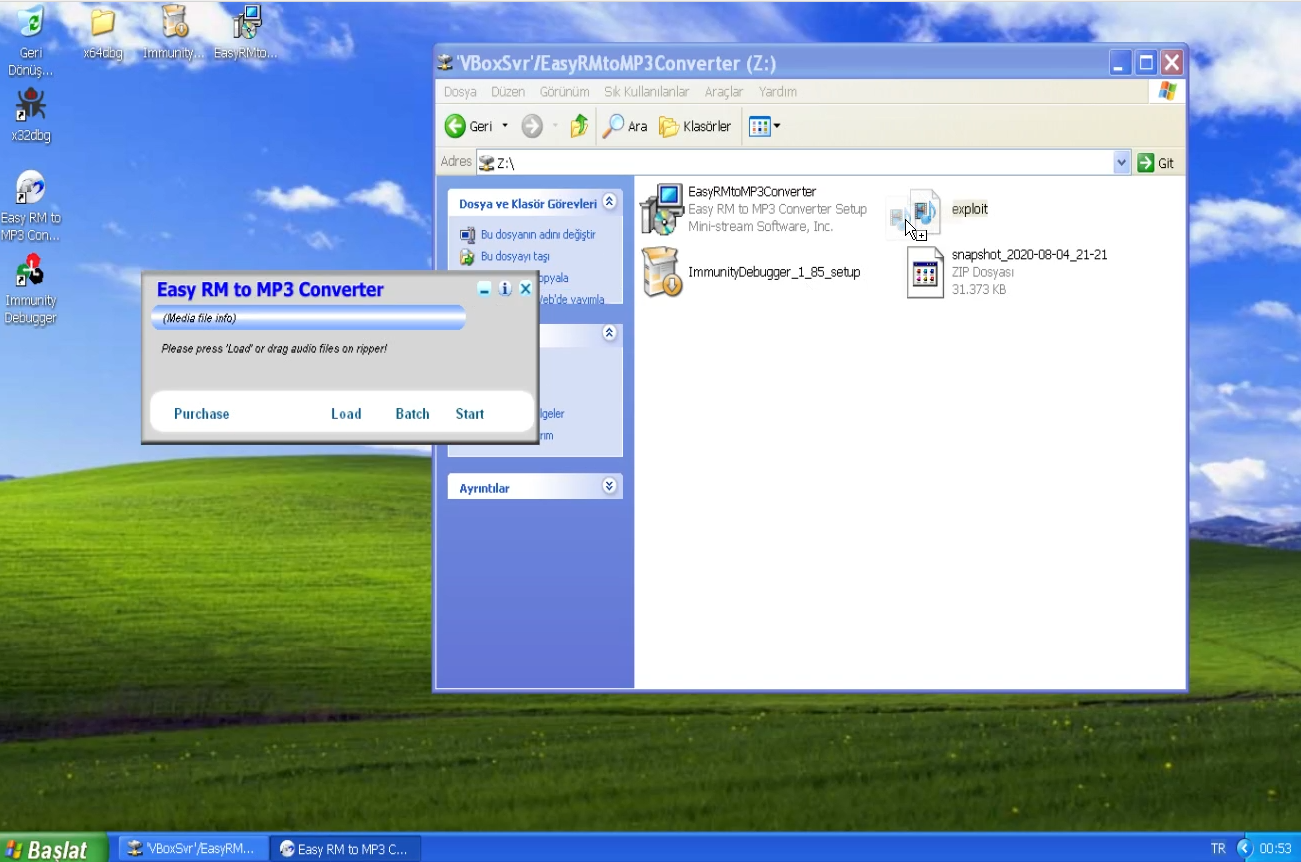 Geri
Dönüş...
x64dbg
Immunity...
EasyRMto...
x32dbg
Easy RM to
MP3 Con...
Immunity
Debugger
'VBoxSvr'/EasyRMtoMP3Converter (Z:)
Dosya Düzen Görünüm Sık Kullanılanlar Araçlar Yardım
Geri Ara Klasörler
Adres Z:\ Git
Dosya ve Klasör Görevleri
Bu dosyanın adını değiştir
Bu dosyayı taşı
opyala
Web'de yayımla
lgeler
rım
Ayrıntılar
EasyRMtoMP3Converter
Easy RM to MP3 Converter Setup
Mini-stream Software, Inc.
ImmunityDebugger_1_85_setup
exploit
snapshot_2020-08-04_21-21
ZIP Dosyası
31.373 KB
Easy RM to MP3 Converter
(Media file info)
Please press 'Load' or drag audio files on ripper!
Purchase Load Batch Start
Başlat
'VBoxSvr'/EasyRM...
Easy RM to MP3 C...
TR
00:53